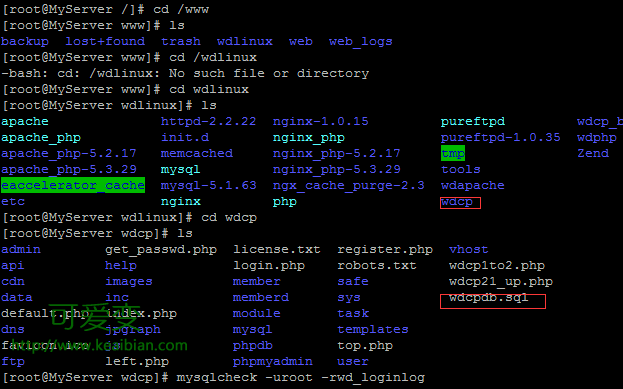 [root@MyServer /]# cd /www
[root@MyServer www]# ls
backup lost+found trash wdlinux web web_logs
[root@MyServer www]# cd /wdlinux
-bash: cd: /wdlinux: No such file or directory
[root@MyServer www]# cd wdlinux
[root@MyServer wdlinux]# ls
apache httpd-2.2.22 nginx-1.0.15 pureftpd wdcp_b
apache_php init.d nginx_php pureftpd-1.0.35 wdphp
apache_php-5.2.17 memcached nginx_php-5.2.17 tmp Zend
apache_php-5.3.29 mysql nginx_php-5.3.29 tools
eaccelerator_cache mysql-5.1.63 ngx_cache_purge-2.3 wdapache
etc nginx php wdcp
[root@MyServer wdlinux]# cd wdcp
[root@MyServer wdcp]# ls
admin get_passwd.php license.txt register.php vhost
api help login.php robots.txt wdcp1to2.php
cdn images member safe wdcp21_up.php
data inc memberd sys wdcpdb.sql
可爱变
default.php index.php module task
dns jpgraph mysql templates
http://www.keaibian.com
favicon.ico phpdb top.php
ftp left.php phpmyadmin user
[root@MyServer wdcp]# mysqlcheck -uroot -rwd_loginlog